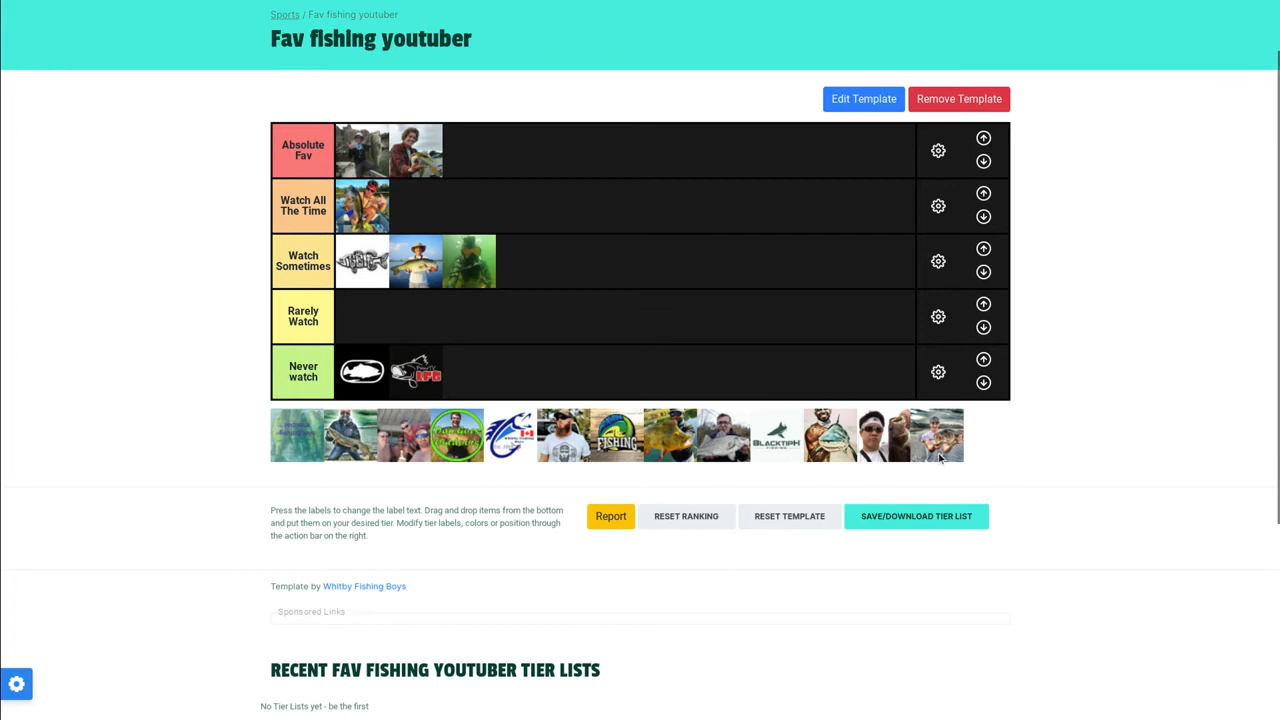 Sports / Fav fishing youtuber
Fav fishing youtuber
Edit Template
Remove Template
Absolute
Fav
Watch All
The Time
Watch
Sometimes
Rarely
Watch
Never
watch
LFG
FISHING
BLACKTIPH
FISHING
Press the labels to change the label text. Drag and drop items from the bottom
and put them on your desired tier. Modify tier labels, colors or position through
the action bar on the right.
Report
RESET RANKING
RESET TEMPLATE
SAVE/DOWNLOAD TIER LIST
Template by Whitby Fishing Boys
Sponsored Links
RECENT FAV FISHING YOUTUBER TIER LISTS
No Tier Lists yet - be the first